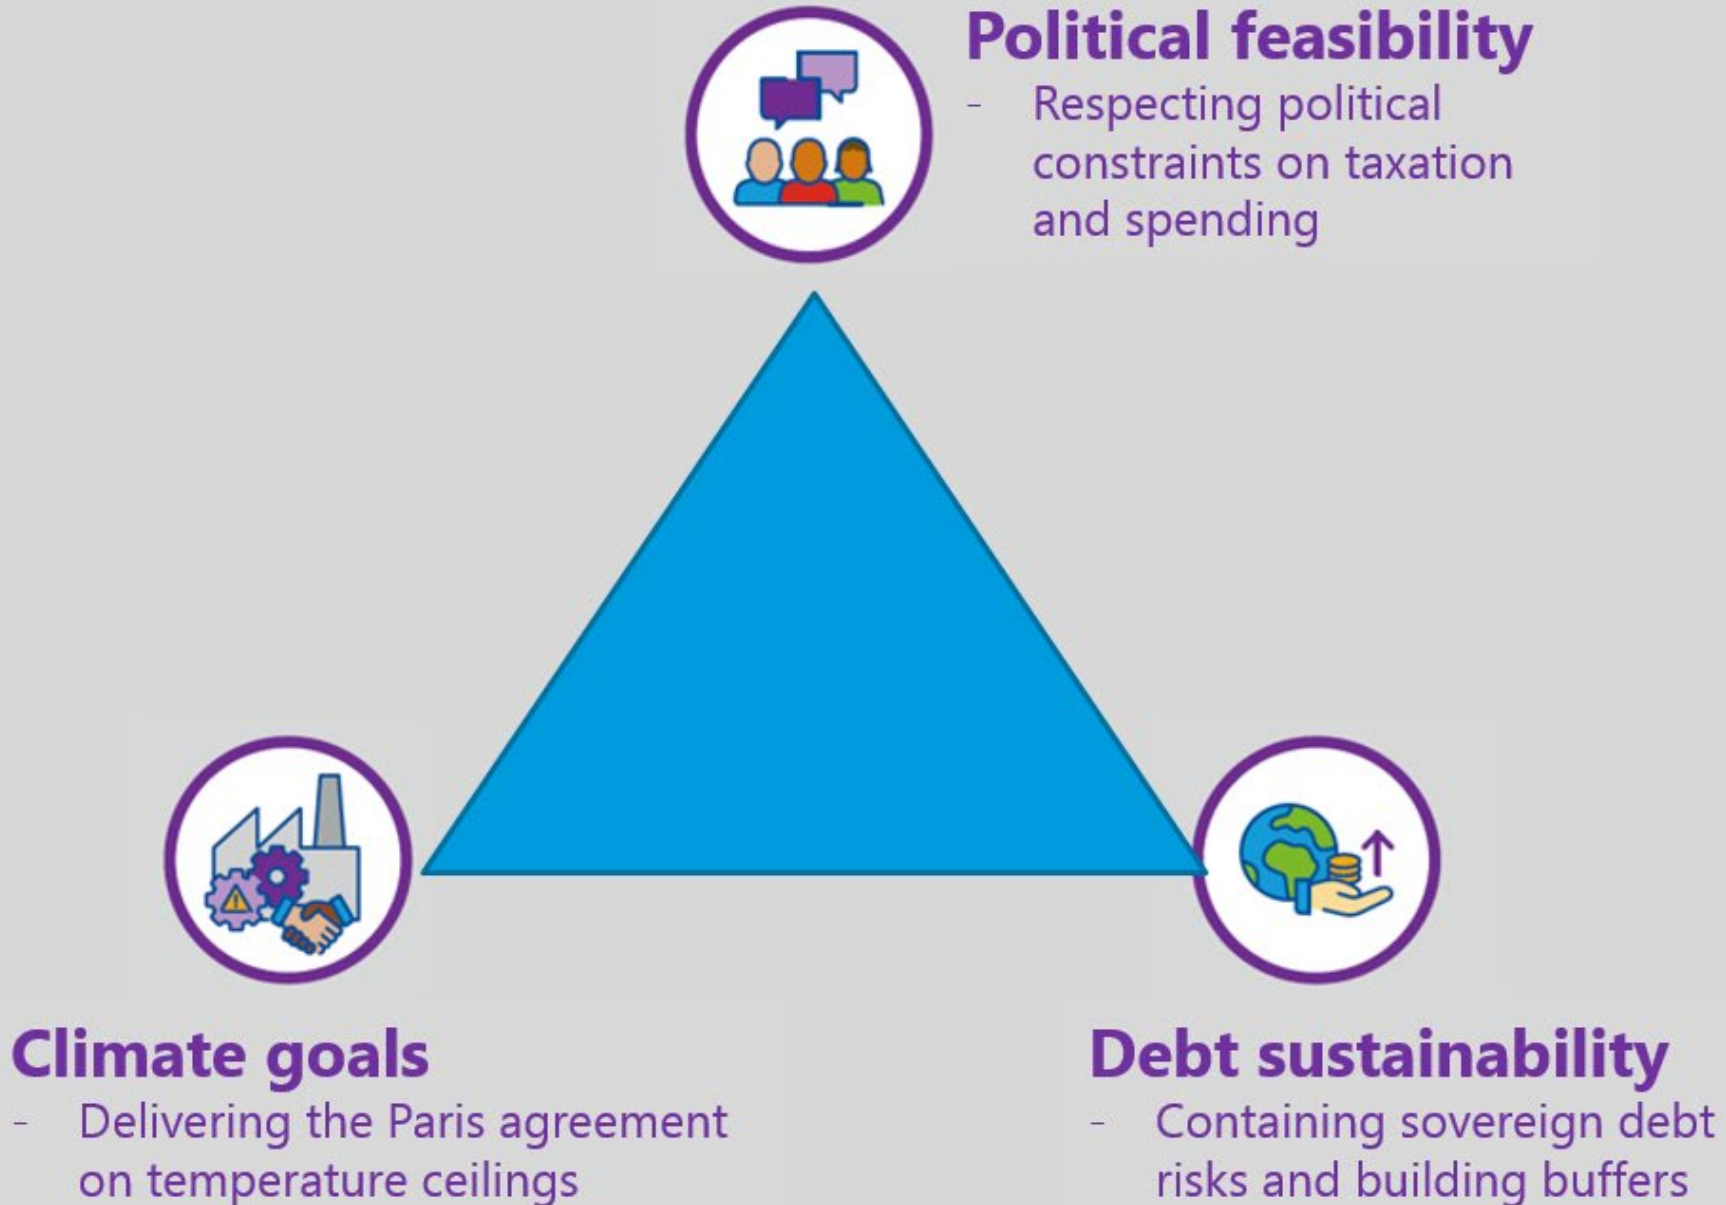 Political feasibility
- Respecting political
constraints on taxation
and spending
Climate goals
- Delivering the Paris agreement
on temperature ceilings
Debt sustainability
- Containing sovereign debt
risks and building buffers